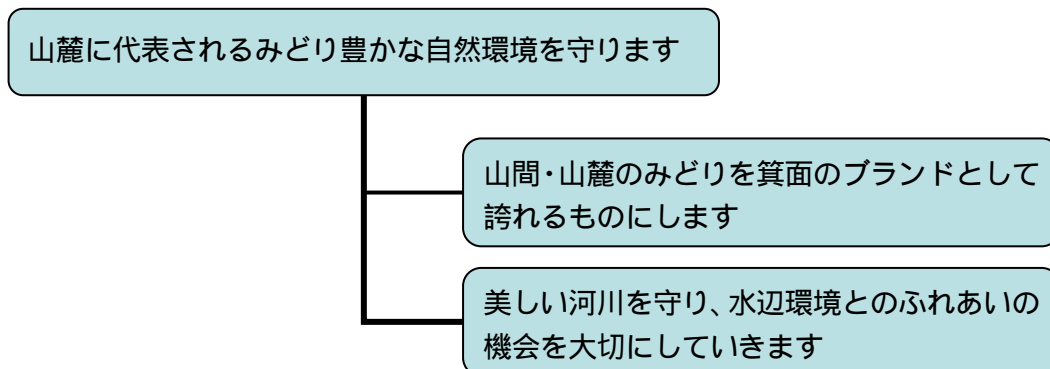 山麓に代表されるみどり豊かな自然環境を守ります
山間・山麓のみどりを箕面のブランドとして
誇れるものにします
美しい河川を守り、水辺環境とのふれあいの
機会を大切にしていきます